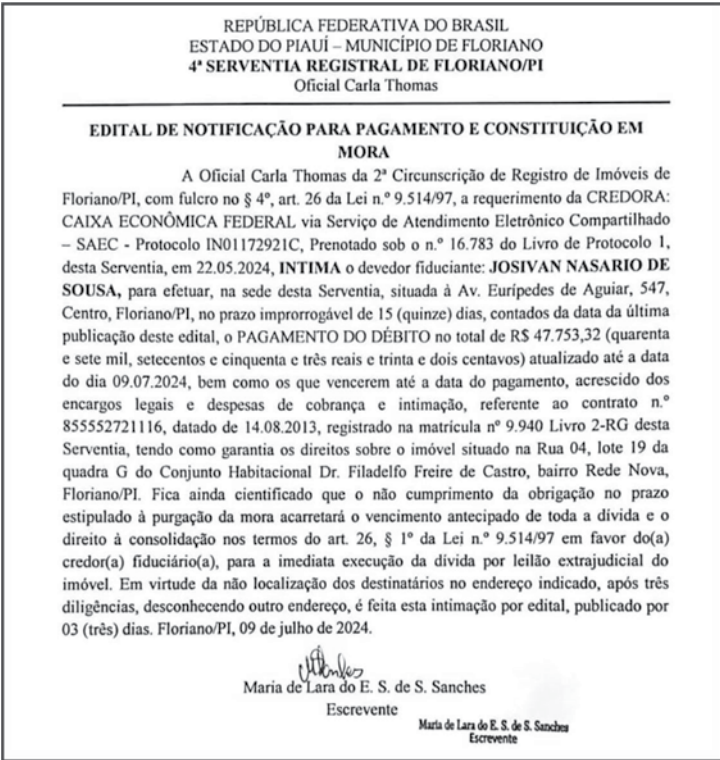 REPÚBLICA FEDERATIVA DO BRASIL
ESTADO DO PIAUÍ – MUNICÍPIO DE FLORIANO
4ª SERVENTIA REGISTRAL DE FLORIANO/PI
Oficial Carla Thomas
EDITAL DE NOTIFICAÇÃO PARA PAGAMENTO E CONSTITUIÇÃO EM
MORA
A Oficial Carla Thomas da 2ª Circunscrição de Registro de Imóveis de
Floriano/PI, com fulcro no § 4º, art. 26 da Lei n.º 9.514/97, a requerimento da CREDORA:
CAIXA ECONÔMICA FEDERAL via Serviço de Atendimento Eletrônico Compartilhado
– SAEC - Protocolo IN01172921C, Prenotado sob o n.º 16.783 do Livro de Protocolo 1,
desta Serventia, em 22.05.2024, INTIMA o devedor fiduciante: JOSIVAN NASARIO DE
SOUSA, para efetuar, na sede desta Serventia, situada à Av. Eurípedes de Aguiar, 547,
Centro, Floriano/PI, no prazo improrrogável de 15 (quinze) dias, contados da data da última
publicação deste edital, o PAGAMENTO DO DÉBITO no total de R$ 47.753,32 (quarenta
e sete mil, setecentos e cinquenta e três reais e trinta e dois centavos) atualizado até a data
do dia 09.07.2024, bem como os que vencerem até a data do pagamento, acrescido dos
encargos legais e despesas de cobrança e intimação, referente ao contrato n.º
855552721116, datado de 14.08.2013, registrado na matrícula nº 9.940 Livro 2-RG desta
Serventia, tendo como garantia os direitos sobre o imóvel situado na Rua 04, lote 19 da
quadra G do Conjunto Habitacional Dr. Filadelfo Freire de Castro, bairro Rede Nova,
Floriano/PI. Fica ainda cientificado que o não cumprimento da obrigação no prazo
estipulado à purgação da mora acarretará o vencimento antecipado de toda a dívida e o
direito à consolidação nos termos do art. 26, § 1º da Lei n.º 9.514/97 em favor do(a)
credor(a) fiduciário(a), para a imediata execução da dívida por leilão extrajudicial do
imóvel. Em virtude da não localização dos destinatários no endereço indicado, após três
diligências, desconhecendo outro endereço, é feita esta intimação por edital, publicado por
03 (três) dias. Floriano/PI, 09 de julho de 2024.
Maria de Lara do E. S. de S. Sanches
Escrevente
Maria de Lara do E. S. de S. Sanches
Escrevente